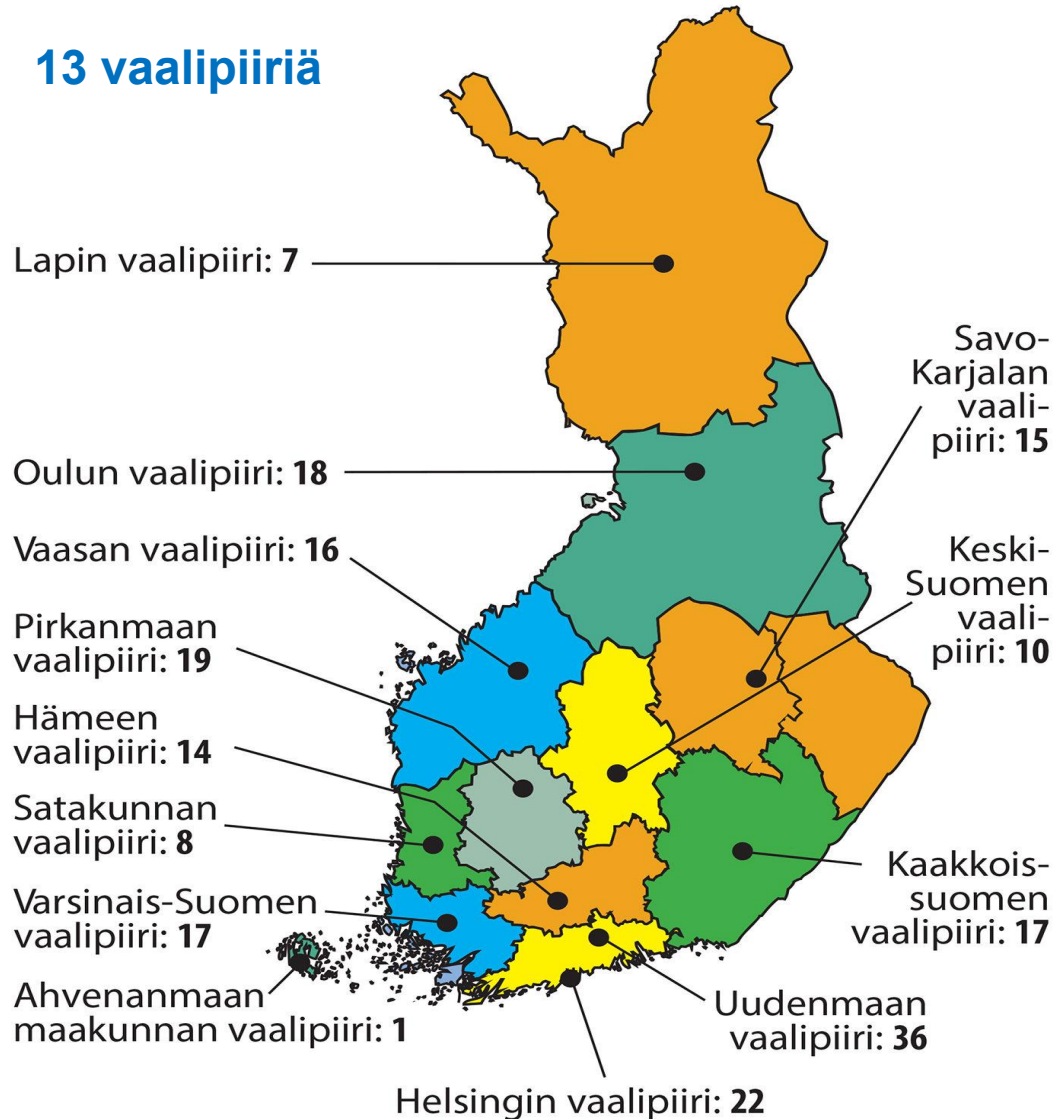 13 vaalipiiriä
Lapin vaalipiiri: 7
Oulun vaalipiiri: 18
Vaasan vaalipiiri: 16
Pirkanmaan
vaalipiiri: 19
Hämeen
vaalipiiri: 14
Satakunnan
vaalipiiri: 8
Varsinais-Suomen
vaalipiiri: 17
Ahvenanmaan
maakunnan vaalipiiri: 1
Savo-
Karjalan
vaali-
piiri: 15
Keski-
Suomen
vaali-
piiri: 10
Kaakkois-
suomen
vaalipiiri: 17
Uudenmaan
vaalipiiri: 36
Helsingin vaalipiiri: 22